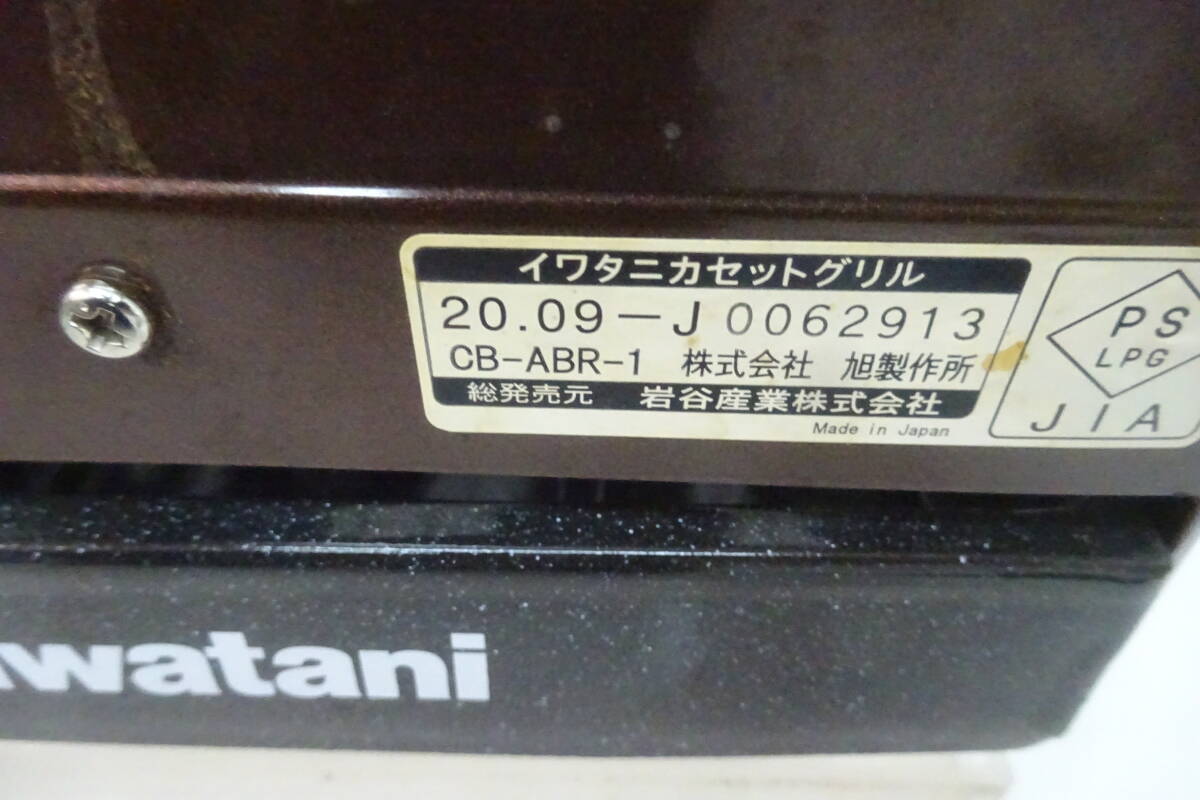 イワタニカセットグリル
20.09－J 0062913
CB-ABR-1 株式会社 旭製作所
総発売元 岩谷産業株式会社
Made in Japan
PS
LPG
JIA
Iwatani